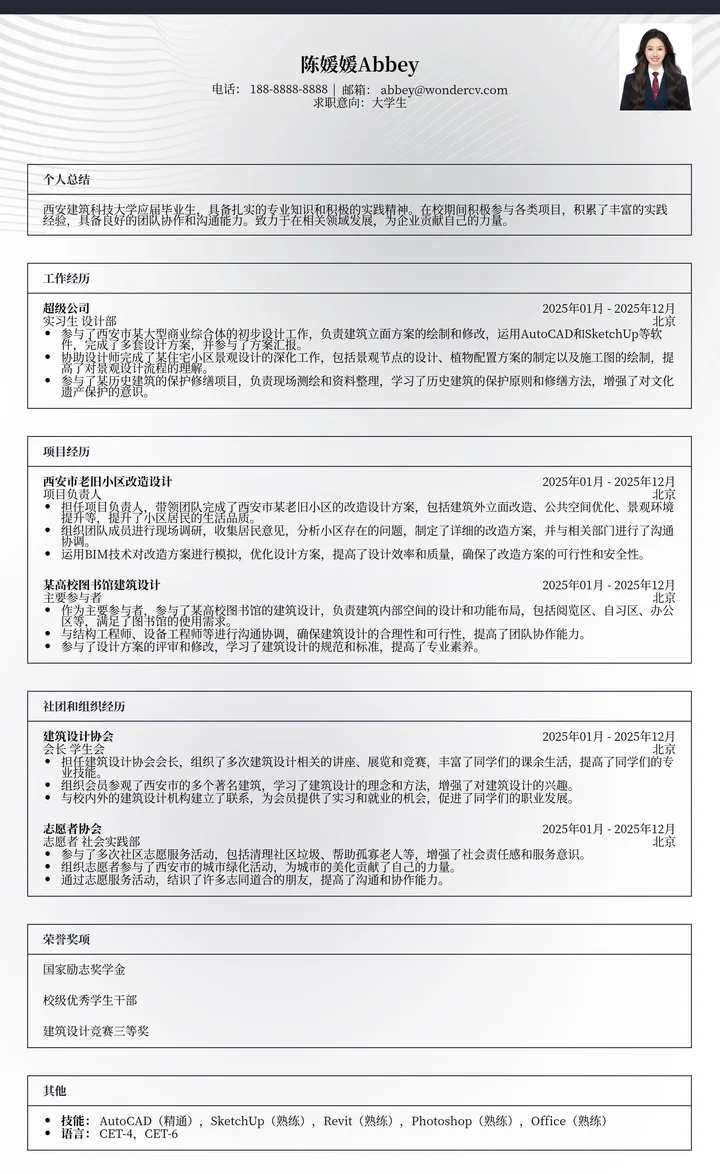 陈媛媛Abbey
电话： 188-8888-8888 | 邮箱： abbey@wondercv.com
求职意向：大学生
个人总结
西安建筑科技大学应届毕业生，具备扎实的专业知识和积极的实践精神。在校期间积极参与各类项目，积累了丰富的实践
经验，具备良好的团队协作和沟通能力。致力于在相关领域发展，为企业贡献自己的力量。
工作经历
超级公司 2025年01月 - 2025年12月
实习生 设计部 北京
• 参与了西安市某大型商业综合体的初步设计工作，负责建筑立面方案的绘制和修改，运用AutoCAD和SketchUp等软
件，完成了多套设计方案，并参与了方案汇报。
• 协助设计师完成了某住宅小区景观设计的深化工作，包括景观节点的设计、植物配置方案的制定以及施工图的绘制，提
高了对景观设计流程的理解。
• 参与了某历史建筑的保护修缮项目，负责现场测绘和资料整理，学习了历史建筑的保护原则和修缮方法，增强了对文化
遗产保护的意识。
项目经历
西安市老旧小区改造设计 2025年01月 - 2025年12月
项目负责人 北京
• 担任项目负责人，带领团队完成了西安市某老旧小区的改造设计方案，包括建筑外立面改造、公共空间优化、景观环境
提升等，提升了小区居民的生活品质。
• 组织团队成员进行现场调研，收集居民意见，分析小区存在的问题，制定了详细的改造方案，并与相关部门进行了沟通
协调。
• 运用BIM技术对改造方案进行模拟，优化设计方案，提高了设计效率和质量，确保了改造方案的可行性和安全性。
某高校图书馆建筑设计 2025年01月 - 2025年12月
主要参与者 北京
• 作为主要参与者，参与了某高校图书馆的建筑设计，负责建筑内部空间的设计和功能布局，包括阅览区、自习区、办公
区等，满足了图书馆的使用需求。
• 与结构工程师、设备工程师等进行沟通协调，确保建筑设计的合理性和可行性，提高了团队协作能力。
• 参与了设计方案的评审和修改，学习了建筑设计的规范和标准，提高了专业素养。
社团和组织经历
建筑设计协会 2025年01月 - 2025年12月
会长 学生会 北京
• 担任建筑设计协会会长，组织了多次建筑设计相关的讲座、展览和竞赛，丰富了同学们的课余生活，提高了同学们的专
业技能。
• 组织会员参观了西安市的多个著名建筑，学习了建筑设计的理念和方法，增强了对建筑设计的兴趣。
• 与校内外的建筑设计机构建立了联系，为会员提供了实习和就业的机会，促进了同学们的职业发展。
志愿者协会 2025年01月 - 2025年12月
志愿者 社会实践部 北京
• 参与了多次社区志愿服务活动，包括清理社区垃圾、帮助孤寡老人等，增强了社会责任感和服务意识。
• 组织志愿者参与了西安市的城市绿化活动，为城市的美化贡献了自己的力量。
• 通过志愿服务活动，结识了许多志同道合的朋友，提高了沟通和协作能力。
荣誉奖项
国家励志奖学金
校级优秀学生干部
建筑设计竞赛三等奖
其他
• 技能： AutoCAD（精通）, SketchUp（熟练）, Revit（熟练）, Photoshop（熟练）, Office（熟练）
• 语言： CET-4，CET-6